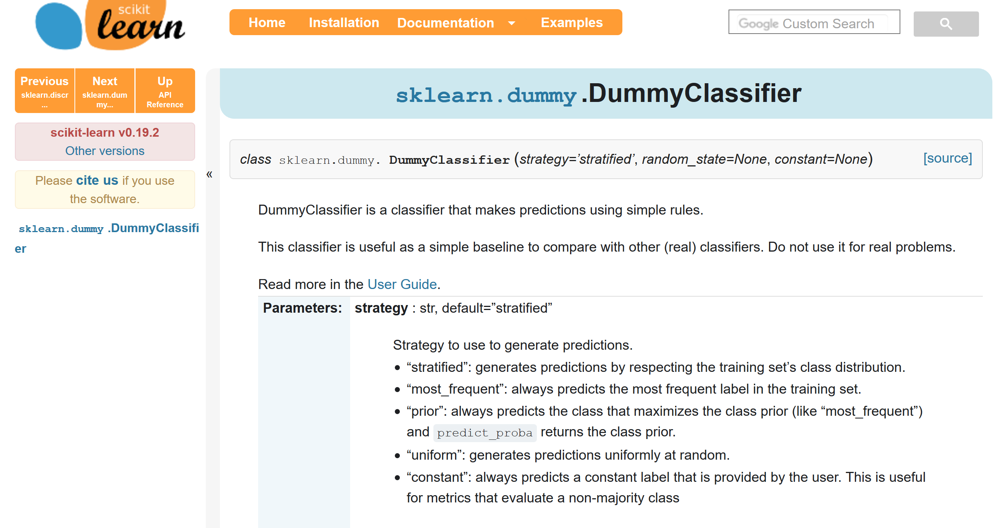 scikit
learn
Home Installation Documentation Examples
Google Custom Search
Previous
sklearn.discr
...
Next
sklearn.dum
my...
Up
API
Reference
scikit-learn v0.19.2
Other versions
Please cite us if you use
the software.
sklearn.dummy .DummyClassifi
er
«
sklearn.dummy.DummyClassifier
class sklearn.dummy. DummyClassifier (strategy=’stratified’, random_state=None, constant=None) [source]
DummyClassifier is a classifier that makes predictions using simple rules.
This classifier is useful as a simple baseline to compare with other (real) classifiers. Do not use it for real problems.
Read more in the User Guide.
Parameters: strategy : str, default=”stratified”
Strategy to use to generate predictions.
• “stratified”: generates predictions by respecting the training set’s class distribution.
• “most_frequent”: always predicts the most frequent label in the training set.
• “prior”: always predicts the class that maximizes the class prior (like “most_frequent”)
and predict_proba returns the class prior.
• “uniform”: generates predictions uniformly at random.
• “constant”: always predicts a constant label that is provided by the user. This is useful
for metrics that evaluate a non-majority class